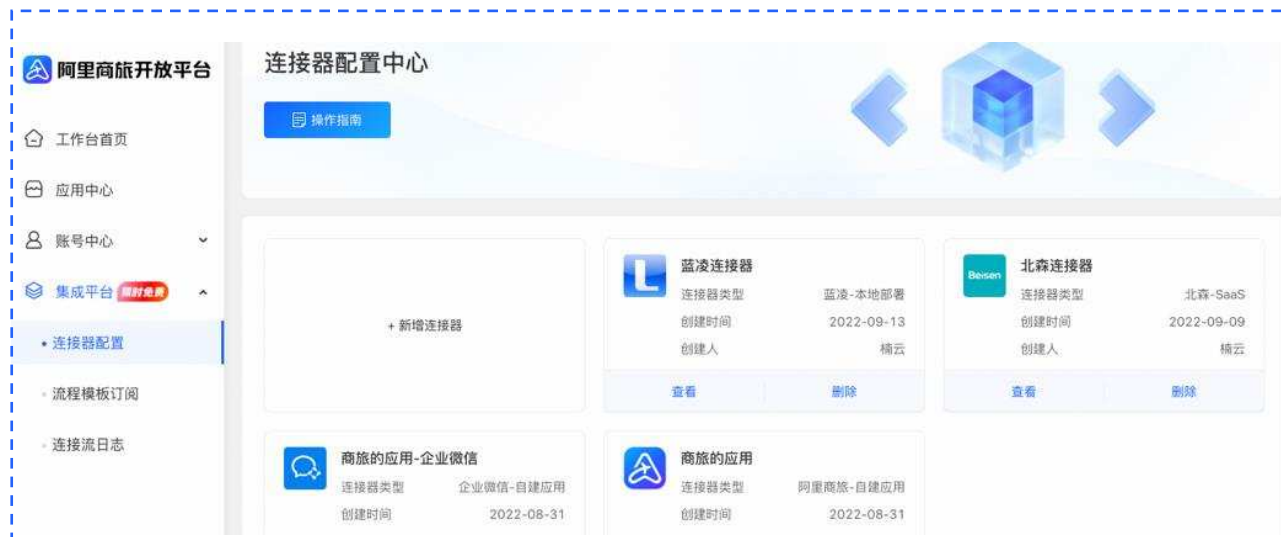 阿里商旅开放平台
工作台首页
应用中心
账号中心
集成平台 限时免费
连接器配置
流程模板订阅
连接流日志
连接器配置中心
操作指南
+ 新增连接器
蓝凌连接器
连接器类型 蓝凌-本地部署
创建时间 2022-09-13
创建人 楠云
查看 删除
Beisen
北森连接器
连接器类型 北森-SaaS
创建时间 2022-09-09
创建人 楠云
查看 删除
商旅的应用-企业微信
连接器类型 企业微信-自建应用
创建时间 2022-08-31
商旅的应用
连接器类型 阿里商旅-自建应用
创建时间 2022-08-31